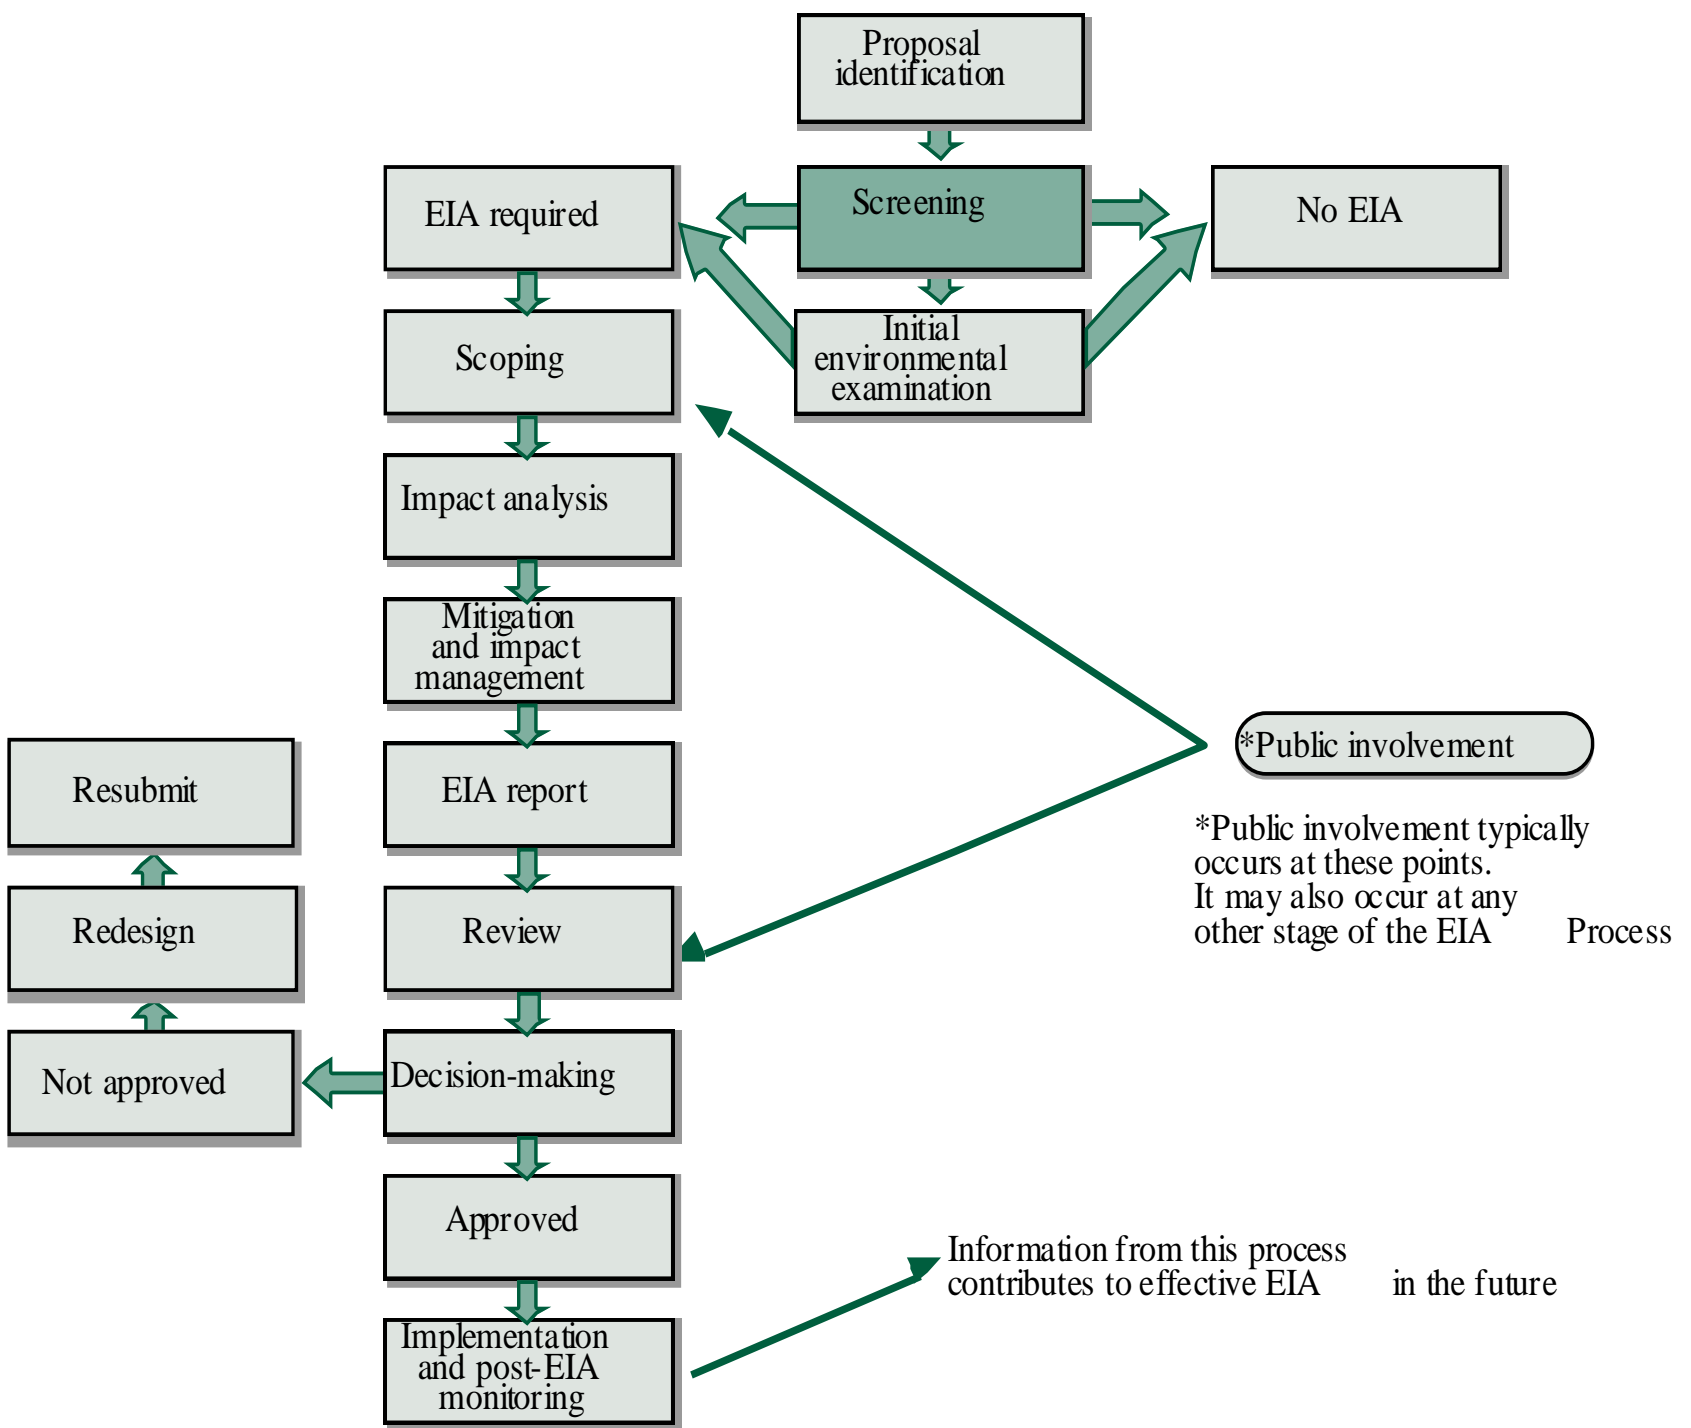 Proposal
identification
EIA required
Screening
No EIA
Scoping
Initial
environmental
examination
Impact analysis
Mitigation
and impact
management
*Public involvement
Resubmit
EIA report
*Public involvement typically
occurs at these points.
It may also occur at any
other stage of the EIA Process
Redesign
Review
Not approved
Decision-making
Approved
Information from this process
contributes to effective EIA in the future
Implementation
and post-EIA
monitoring